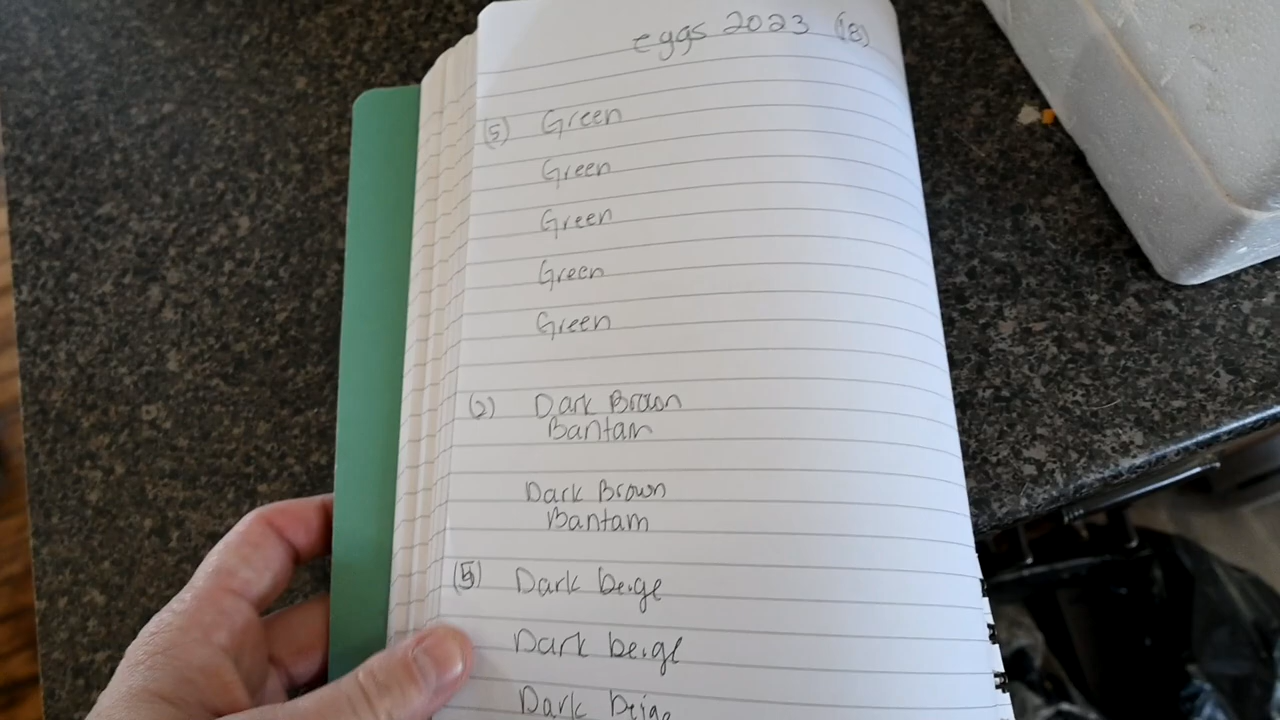 eggs 2023 (18)
(5) Green
Green
Green
Green
Green
(2) Dark Brown
Bantam
Dark Brown
Bantam
(5) Dark beige
Dark beige
Dark beige